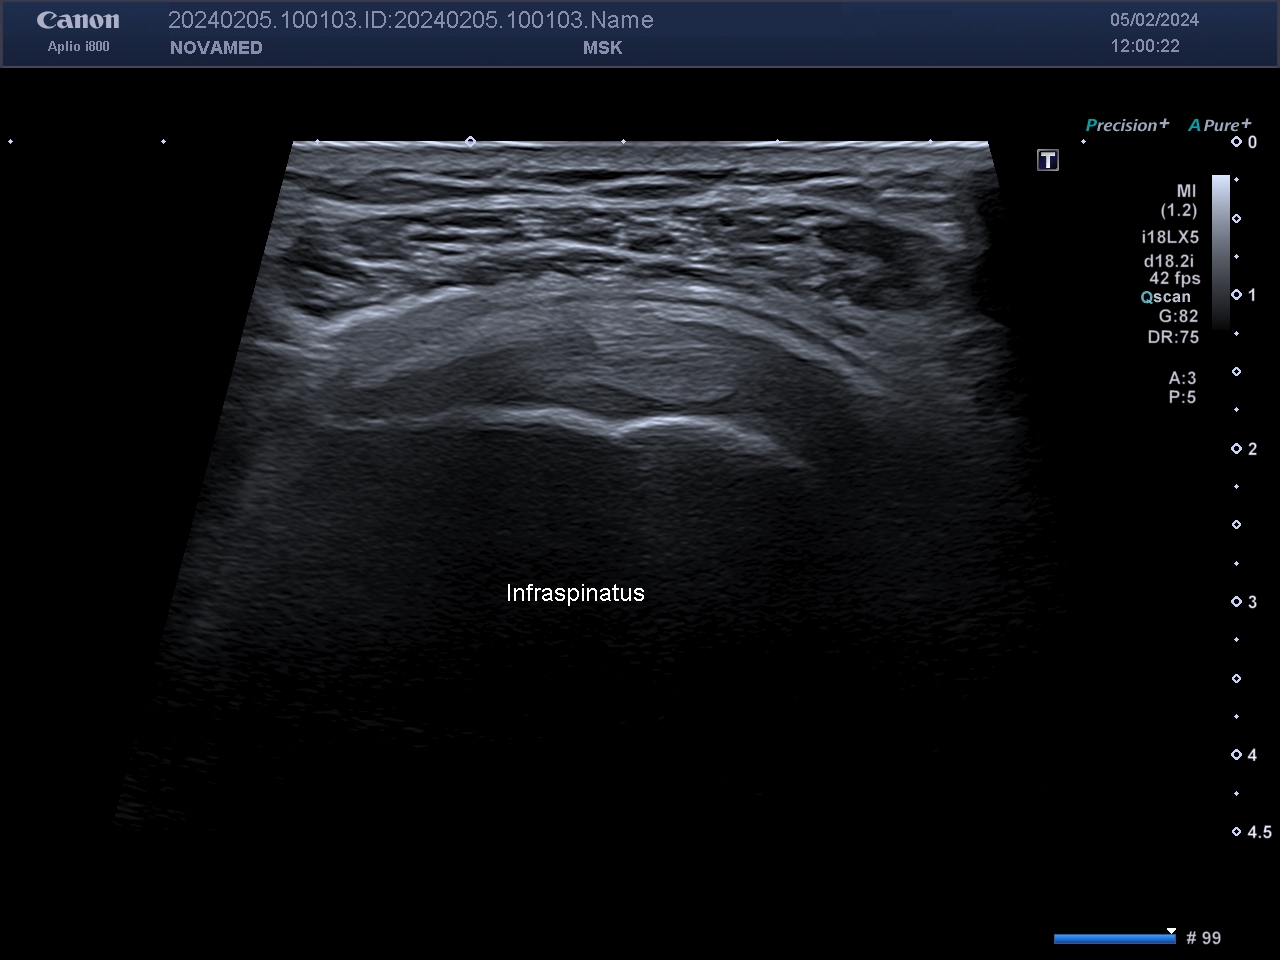 Canon
Aplio i800
20240205.100103.ID:20240205.100103.Name
NOVAMED
MSK
05/02/2024
12:00:22
Precision+ APure+
T
0
MI
(1.2)
i18LX5
d18.2i
42 fps
Qscan
1
G:82
DR:75
A:3
P:5
2
Infraspinatus
3
4
4.5
# 99